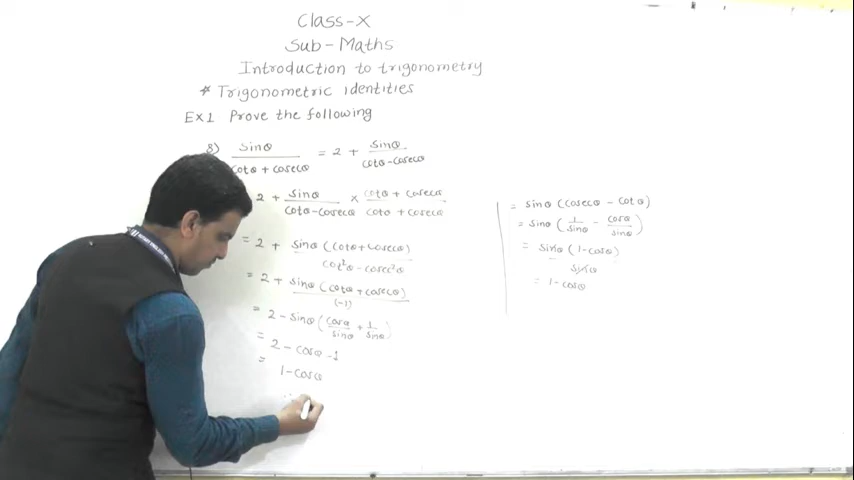 Class-X
Sub-Maths
Introduction to trigonometry
* Trigonometric identities
Ex1 Prove the following
8) sinθ / (cotθ + cosecθ) = 2 + sinθ / (cotθ - cosecθ)
2 + sinθ / (cotθ - cosecθ) × (cotθ + cosecθ) / (cotθ + cosecθ)
= 2 + sinθ (cotθ + cosecθ) / (cot²θ - cosec²θ)
= 2 + sinθ (cotθ + cosecθ) / (-1)
= 2 - sinθ (cosθ/sinθ + 1/sinθ)
= 2 - cosθ - 1
= 1 - cosθ
= sinθ (cosecθ - cotθ)
= sinθ (1/sinθ - cosθ/sinθ)
= sinθ (1 - cosθ) / sinθ
= 1 - cosθ